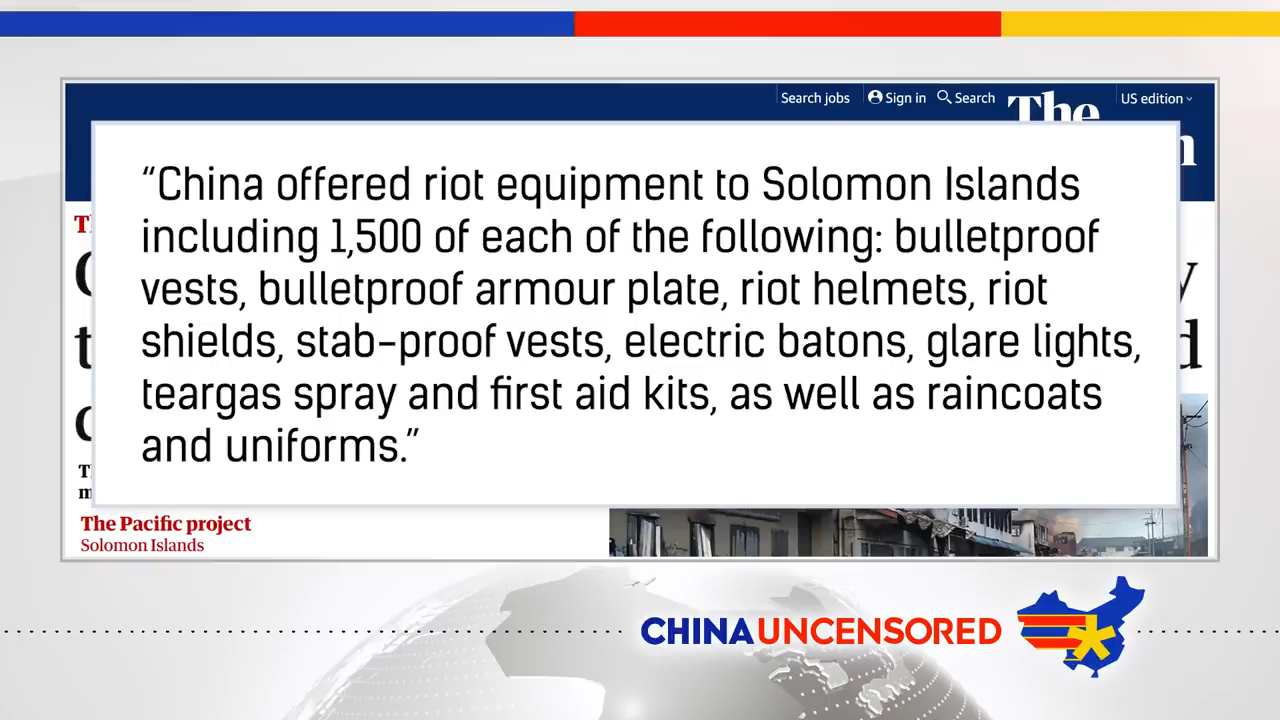 Search jobs
Sign in
Search
The
US edition
“China offered riot equipment to Solomon Islands
including 1,500 of each of the following: bulletproof
vests, bulletproof armour plate, riot helmets, riot
shields, stab-proof vests, electric batons, glare lights,
teargas spray and first aid kits, as well as raincoats
and uniforms.”
The Pacific project
Solomon Islands
CHINA UNCENSORED